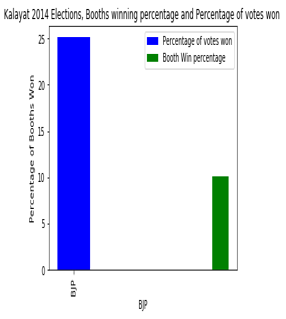 Kalayat 2014 Elections, Booths winning percentage and Percentage of votes won
Percentage of votes won
Booth Win percentage
Percentage of Booths Won
25
20
15
10
5
0
BJP
BJP